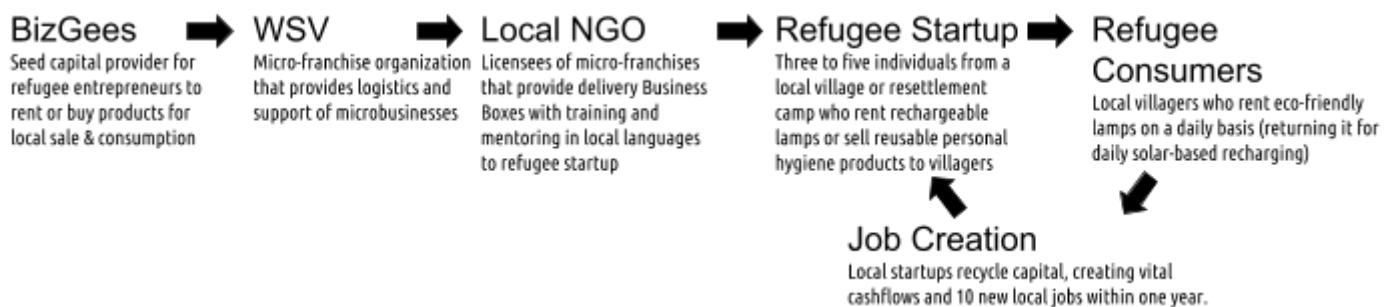 BizGees
Seed capital provider for
refugee entrepreneurs to
rent or buy products for
local sale & consumption
WSV
Micro-franchise organization
that provides logistics and
support of microbusinesses
Local NGO
Licensees of micro-franchises
that provide delivery Business
Boxes with training and
mentoring in local languages
to refugee startup
Refugee Startup
Three to five individuals from a
local village or resettlement
camp who rent rechargeable
lamps or sell reusable personal
hygiene products to villagers
Refugee
Consumers
Local villagers who rent eco-friendly
lamps on a daily basis (returning it for
daily solar-based recharging)
Job Creation
Local startups recycle capital, creating vital
cashflows and 10 new local jobs within one year.